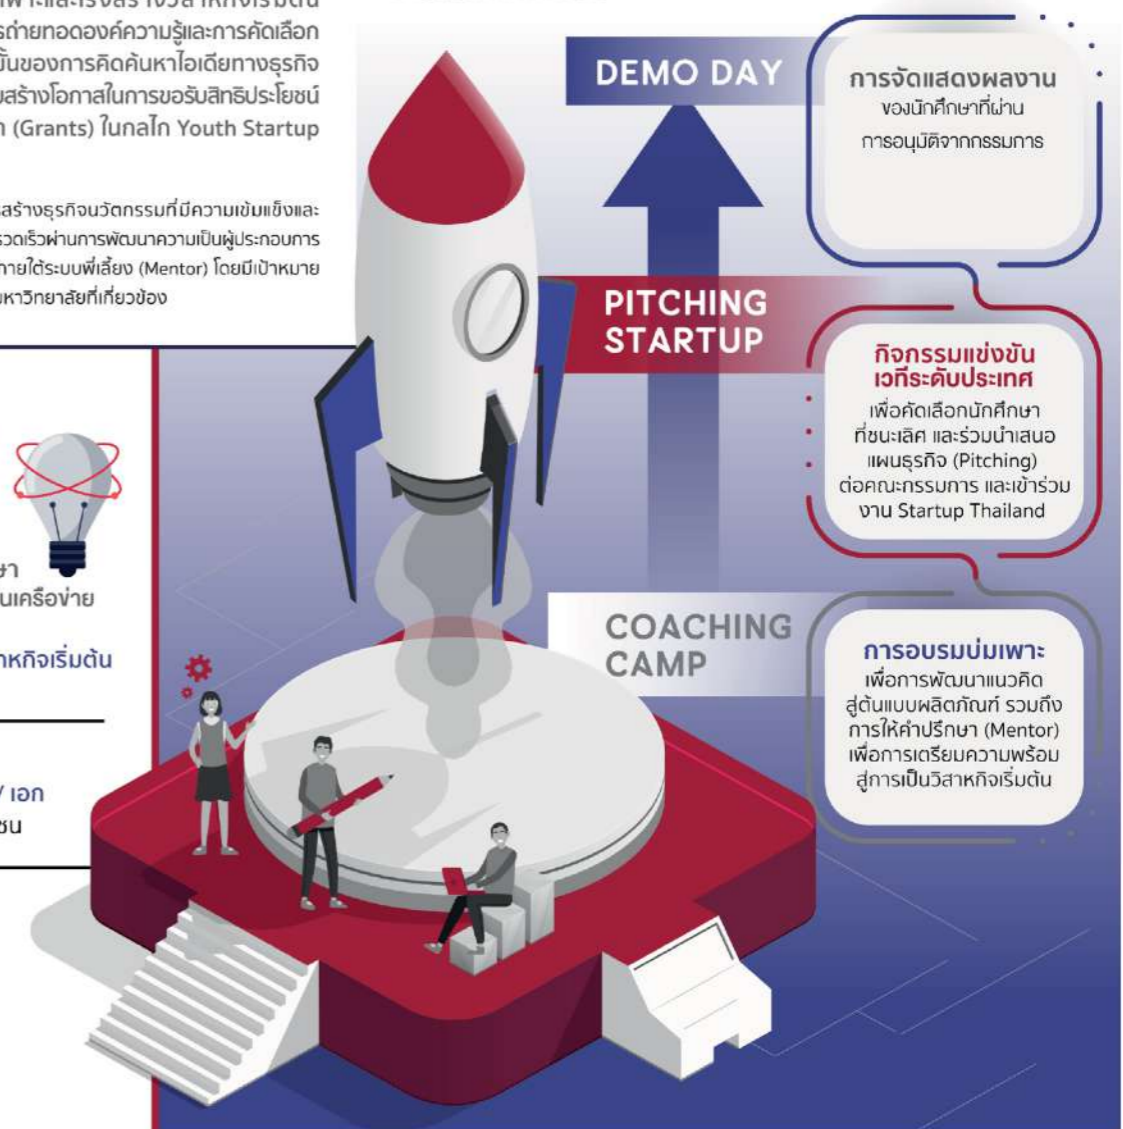 ถ่ายทอดองค์ความรู้และการคัดเลือก
ของการคิดค้นหาไอเดียทางธุรกิจ
สร้างโอกาสในการขอรับสิทธิประโยชน์
(Grants) ในกลไก Youth Startup
สร้างธุรกิจนวัตกรรมที่มีความเข้มแข็งและ
รวดเร็วผ่านการพัฒนาความเป็นผู้ประกอบการ
ภายใต้ระบบพี่เลี้ยง (Mentor) โดยมีเป้าหมาย
มหาวิทยาลัยที่เกี่ยวข้อง
เครือข่าย
/ เอก
DEMO DAY
การจัดแสดงผลงาน
ของนักศึกษาที่ผ่าน
การอนุมัติจากกรรมการ
PITCHING
STARTUP
กิจกรรมแข่งขัน
เวทีระดับประเทศ
เพื่อคัดเลือกนักศึกษา
ที่ชนะเลิศ และร่วมนำเสนอ
แผนธุรกิจ (Pitching)
ต่อคณะกรรมการ และเข้าร่วม
งาน Startup Thailand
COACHING
CAMP
การอบรมบ่มเพาะ
เพื่อการพัฒนาแนวคิด
สู่ต้นแบบผลิตภัณฑ์ รวมถึง
การให้คำปรึกษา (Mentor)
เพื่อการเตรียมความพร้อม
สู่การเป็นวิสาหกิจเริ่มต้น